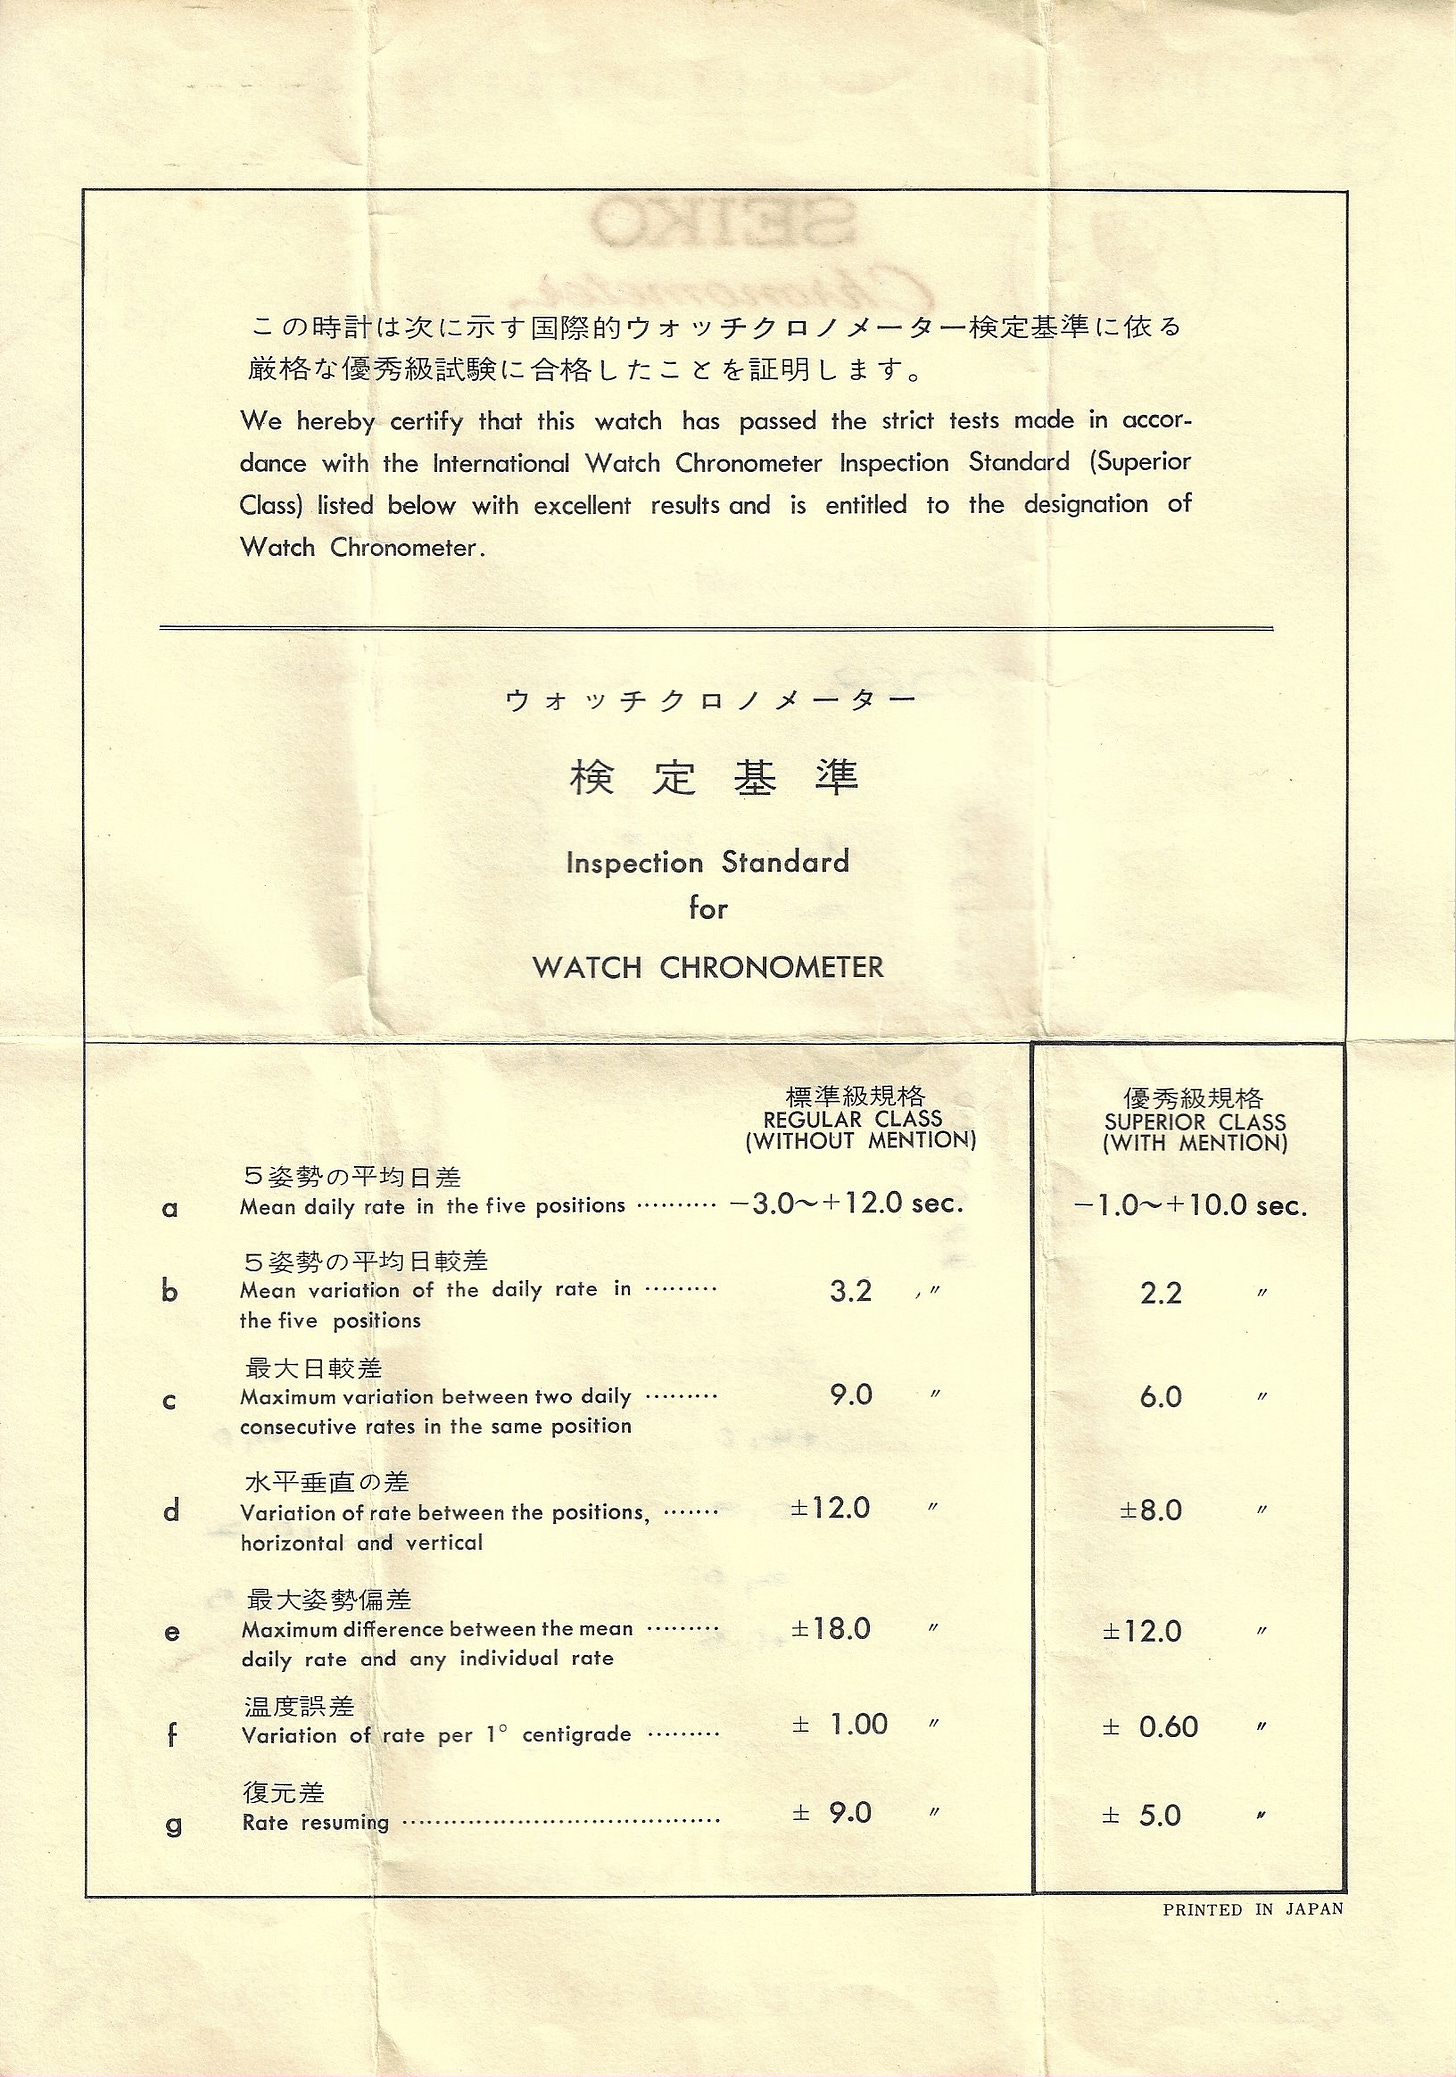 SEIKO
Chronometer
この時計は次に示す国際的ウォッチクロノメーター検定基準に依る
厳格な優秀級試験に合格したことを証明します。
We hereby certify that this watch has passed the strict tests made in accor-
dance with the International Watch Chronometer Inspection Standard (Superior
Class) listed below with excellent results and is entitled to the designation of
Watch Chronometer.
ウォッチクロノメーター
検定基準
Inspection Standard
for
WATCH CHRONOMETER
標準級規格 優秀級規格
REGULAR CLASS SUPERIOR CLASS
(WITHOUT MENTION) (WITH MENTION)
5姿勢の平均日差
a Mean daily rate in the five positions ·········· −3.0〜+12.0 sec. −1.0〜+10.0 sec.
5姿勢の平均日較差
b Mean variation of the daily rate in ········· 3.2 〃 2.2 〃
the five positions
最大日較差
c Maximum variation between two daily ········· 9.0 〃 6.0 〃
consecutive rates in the same position
水平垂直の差
d Variation of rate between the positions, ······· ±12.0 〃 ±8.0 〃
horizontal and vertical
最大姿勢偏差
e Maximum difference between the mean ········· ±18.0 〃 ±12.0 〃
daily rate and any individual rate
温度誤差
f Variation of rate per 1° centigrade ········· ± 1.00 〃 ± 0.60 〃
復元差
g Rate resuming ······································· ± 9.0 〃 ± 5.0 〃
PRINTED IN JAPAN